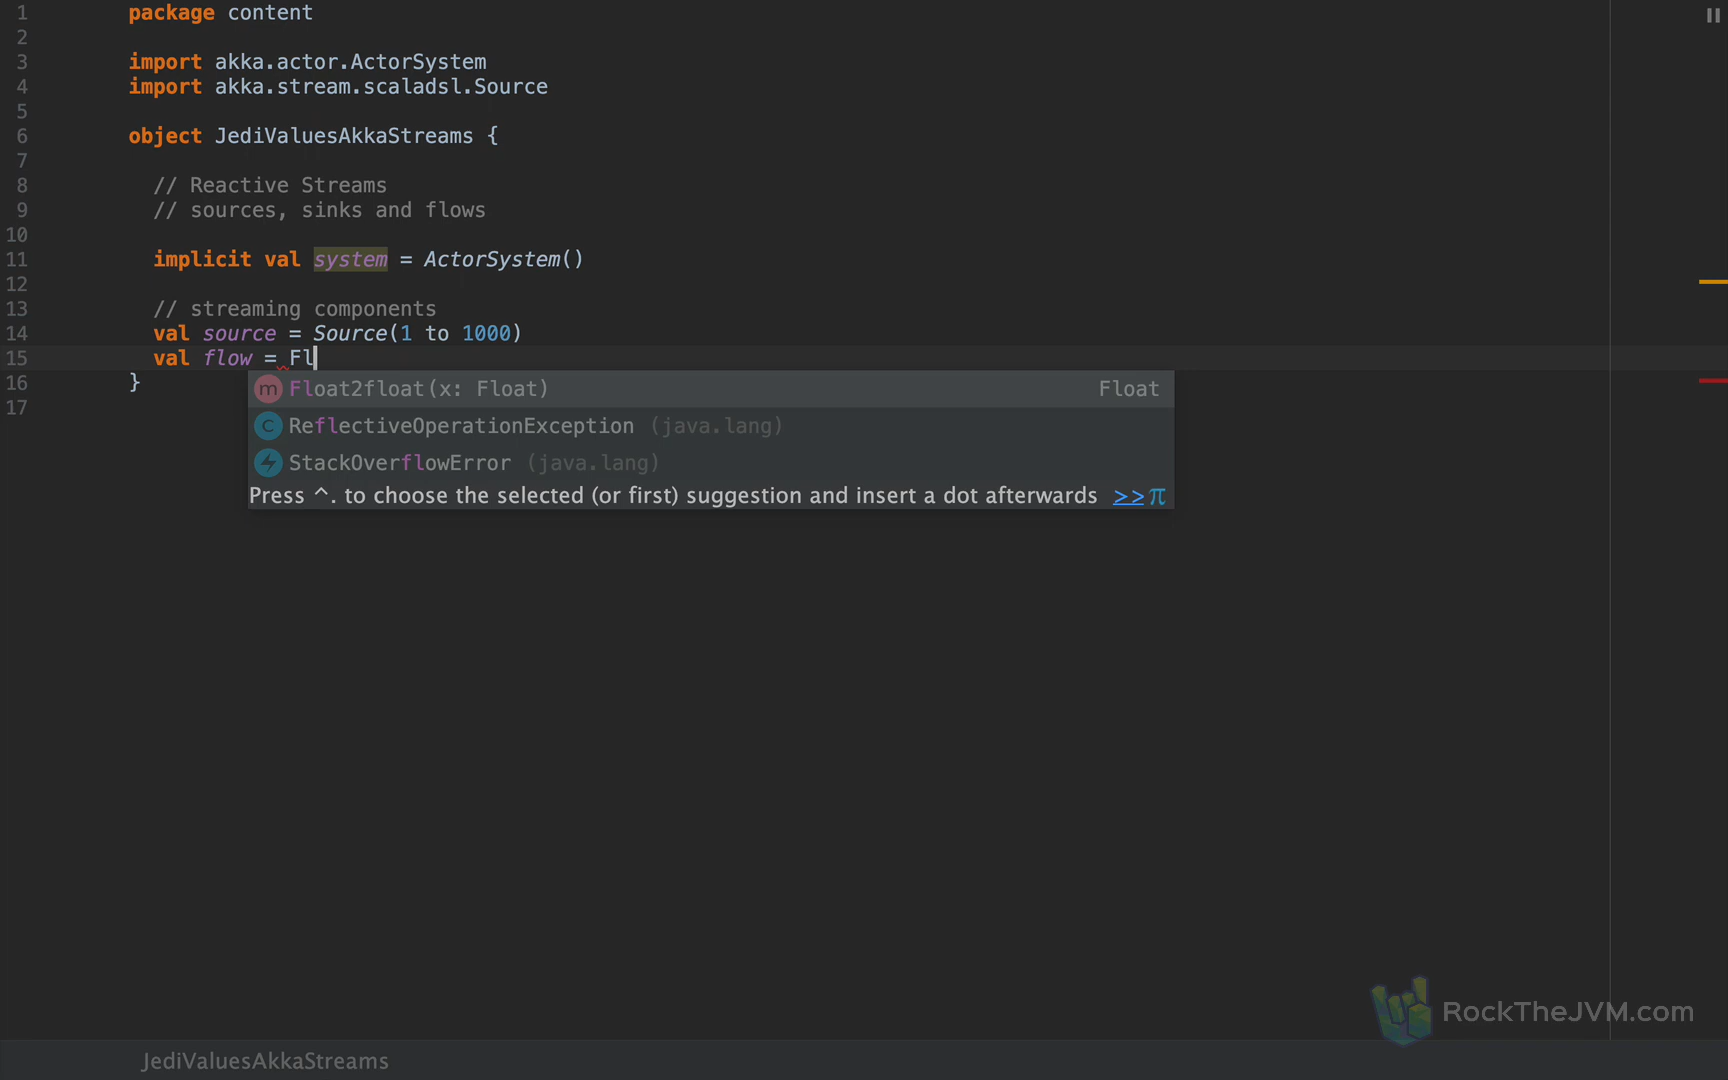 1 package content
2
3 import akka.actor.ActorSystem
4 import akka.stream.scaladsl.Source
5
6 object JediValuesAkkaStreams {
7
8 // Reactive Streams
9 // sources, sinks and flows
10
11 implicit val system = ActorSystem()
12
13 // streaming components
14 val source = Source(1 to 1000)
15 val flow = Fl
16 }
17
m Float2float(x: Float) Float
C ReflectiveOperationException (java.lang)
StackOverflowError (java.lang)
Press ^. to choose the selected (or first) suggestion and insert a dot afterwards >> π
RockTheJVM.com
JediValuesAkkaStreams